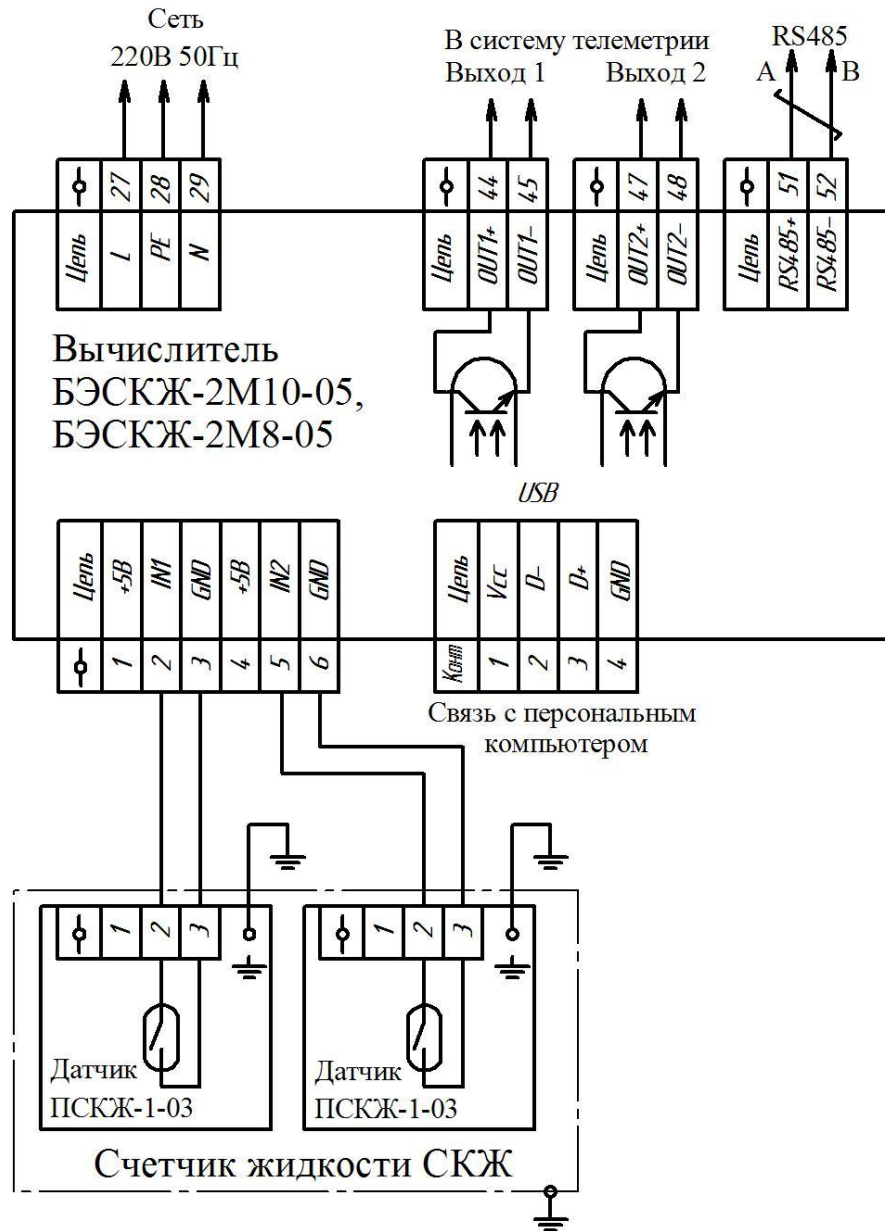 Сеть
220В 50Гц
В систему телеметрии
Выход 1
Выход 2
RS485
A
B
27
28
29
44
45
47
48
51
52
Цепь
L
PE
N
Цепь
OUT1+
OUT1-
Цепь
OUT2+
OUT2-
Цепь
RS485+
RS485-
Вычислитель
БЭСКЖ-2М10-05,
БЭСКЖ-2М8-05
USB
Цепь
+5В
IN1
GND
+5В
IN2
GND
Цепь
Vcc
D-
D+
GND
1
2
3
4
5
6
Конт
1
2
3
4
Связь с персональным
компьютером
1
2
3
1
2
3
Датчик
ПСКЖ-1-03
Датчик
ПСКЖ-1-03
Счетчик жидкости СКЖ